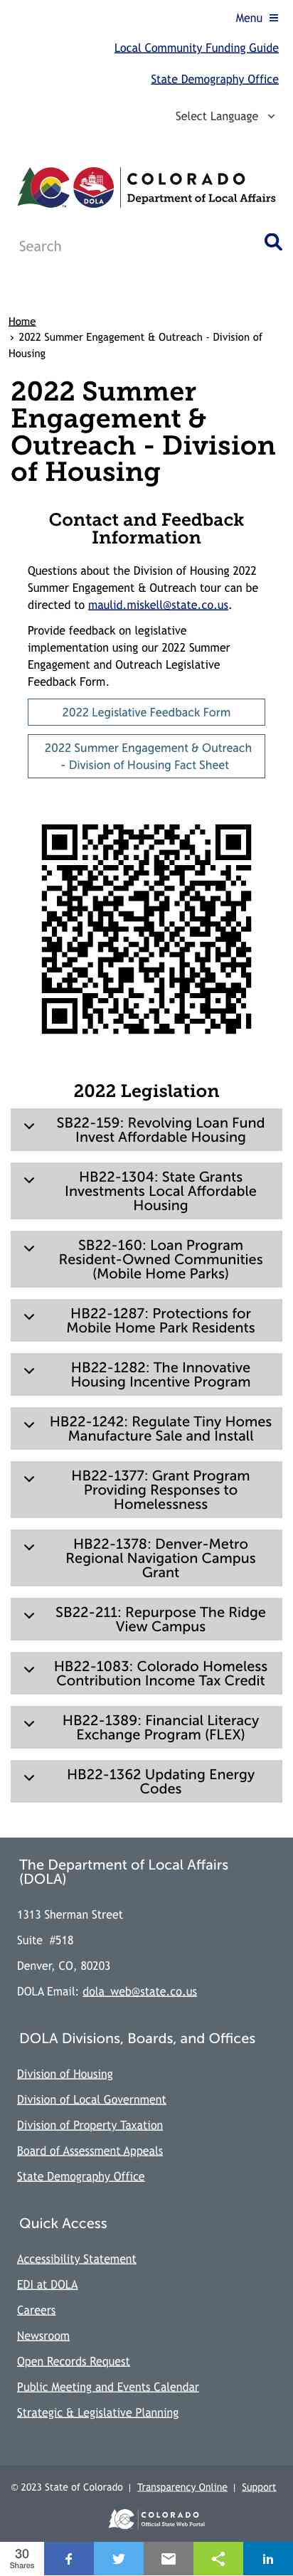 Menu
Local Community Funding Guide
State Demography Office
Select Language
COLORADO
Department of Local Affairs
DOLA
Search
Home
› 2022 Summer Engagement & Outreach - Division of
Housing
2022 Summer
Engagement &
Outreach - Division
of Housing
Contact and Feedback
Information
Questions about the Division of Housing 2022
Summer Engagement & Outreach tour can be
directed to maulid.miskell@state.co.us.
Provide feedback on legislative
implementation using our 2022 Summer
Engagement and Outreach Legislative
Feedback Form.
2022 Legislative Feedback Form
2022 Summer Engagement & Outreach
- Division of Housing Fact Sheet
2022 Legislation
SB22-159: Revolving Loan Fund
Invest Affordable Housing
HB22-1304: State Grants
Investments Local Affordable
Housing
SB22-160: Loan Program
Resident-Owned Communities
(Mobile Home Parks)
HB22-1287: Protections for
Mobile Home Park Residents
HB22-1282: The Innovative
Housing Incentive Program
HB22-1242: Regulate Tiny Homes
Manufacture Sale and Install
HB22-1377: Grant Program
Providing Responses to
Homelessness
HB22-1378: Denver-Metro
Regional Navigation Campus
Grant
SB22-211: Repurpose The Ridge
View Campus
HB22-1083: Colorado Homeless
Contribution Income Tax Credit
HB22-1389: Financial Literacy
Exchange Program (FLEX)
HB22-1362 Updating Energy
Codes
The Department of Local Affairs
(DOLA)
1313 Sherman Street
Suite #518
Denver, CO, 80203
DOLA Email: dola_web@state.co.us
DOLA Divisions, Boards, and Offices
Division of Housing
Division of Local Government
Division of Property Taxation
Board of Assessment Appeals
State Demography Office
Quick Access
Accessibility Statement
EDI at DOLA
Careers
Newsroom
Open Records Request
Public Meeting and Events Calendar
Strategic & Legislative Planning
© 2023 State of Colorado | Transparency Online | Support
COLORADO
Official State Web Portal
30
Shares